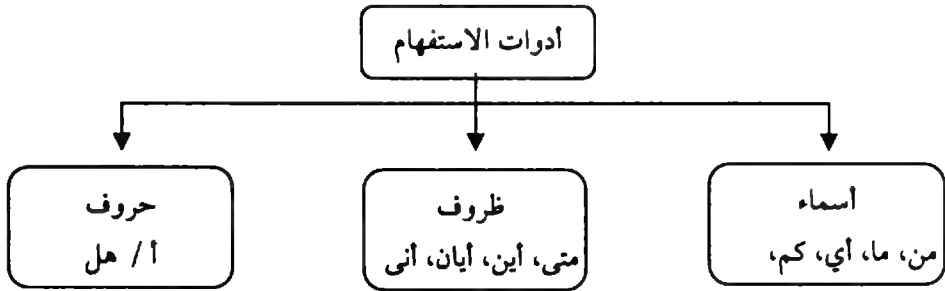 أدوات الاستفهام
أسماء
من، ما، أي، كم،
ظروف
متى، أين، أيان، أنى
حروف
أ / هل